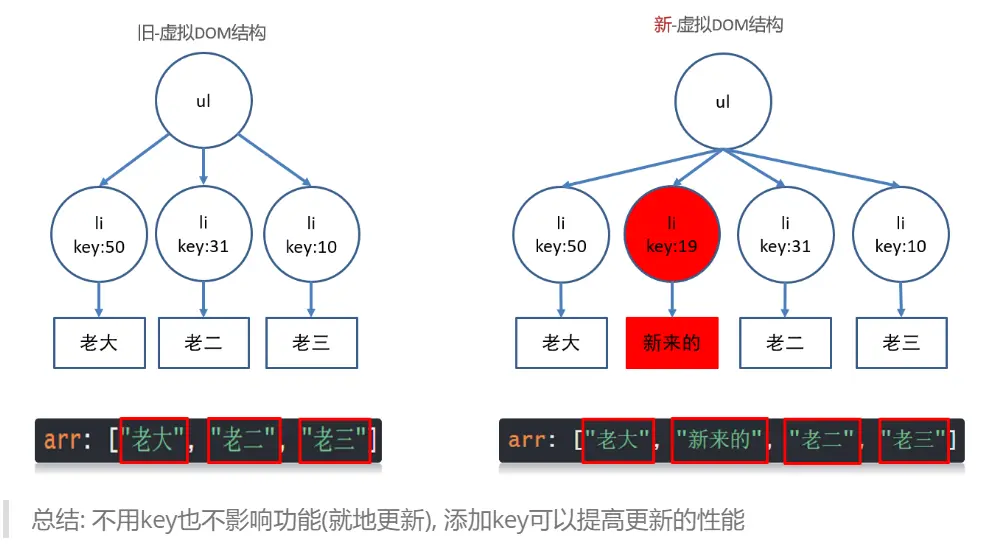 旧-虚拟DOM结构
ul
li
key:50
li
key:31
li
key:10
老大
老二
老三
arr: ["老大", "老二", "老三"]
新-虚拟DOM结构
ul
li
key:50
li
key:19
li
key:31
li
key:10
老大
新来的
老二
老三
arr: ["老大", "新来的", "老二", "老三"]
总结: 不用key也不影响功能(就地更新), 添加key可以提高更新的性能